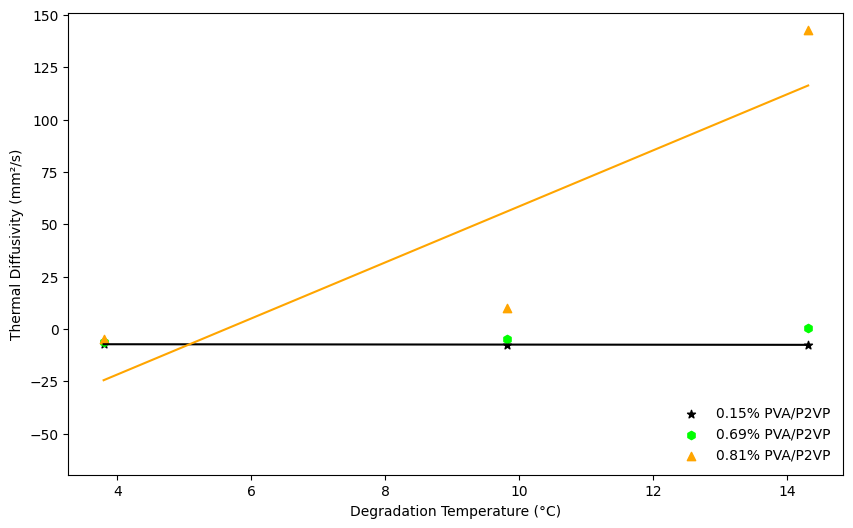 Thermal Diffusivity (mm²/s)
150
125
100
75
50
25
0
−25
−50
0.15% PVA/P2VP
0.69% PVA/P2VP
0.81% PVA/P2VP
4 6 8 10 12 14
Degradation Temperature (°C)